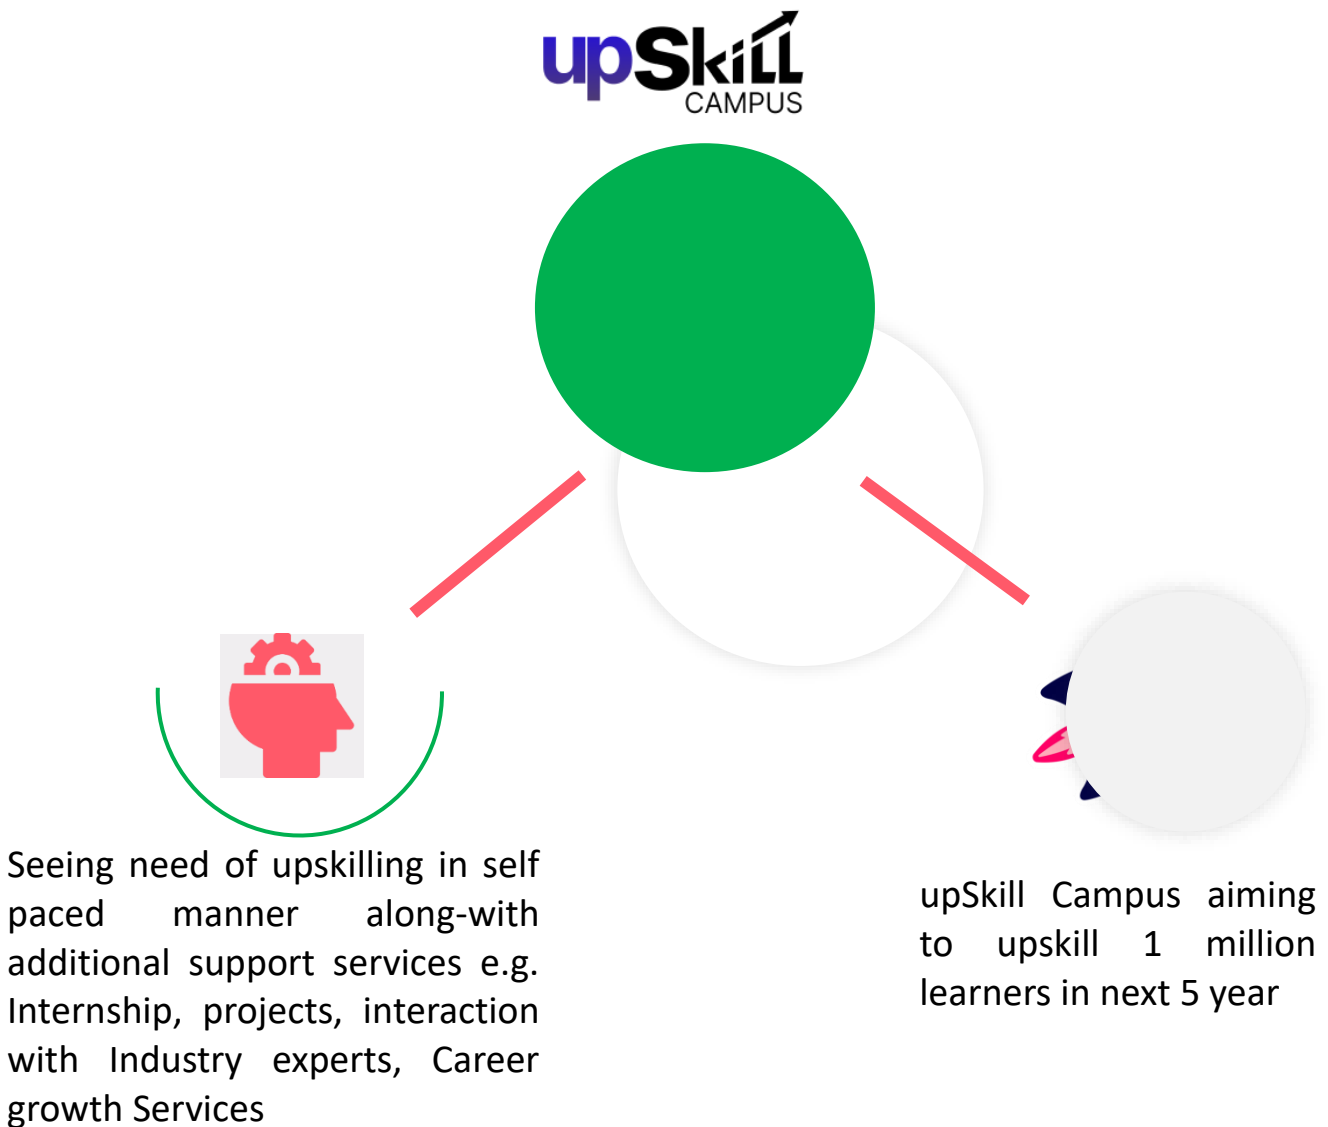 upSkill
CAMPUS
Seeing need of upskilling in self
paced manner along-with
additional support services e.g.
Internship, projects, interaction
with Industry experts, Career
growth Services
upSkill Campus aiming
to upskill 1 million
learners in next 5 year